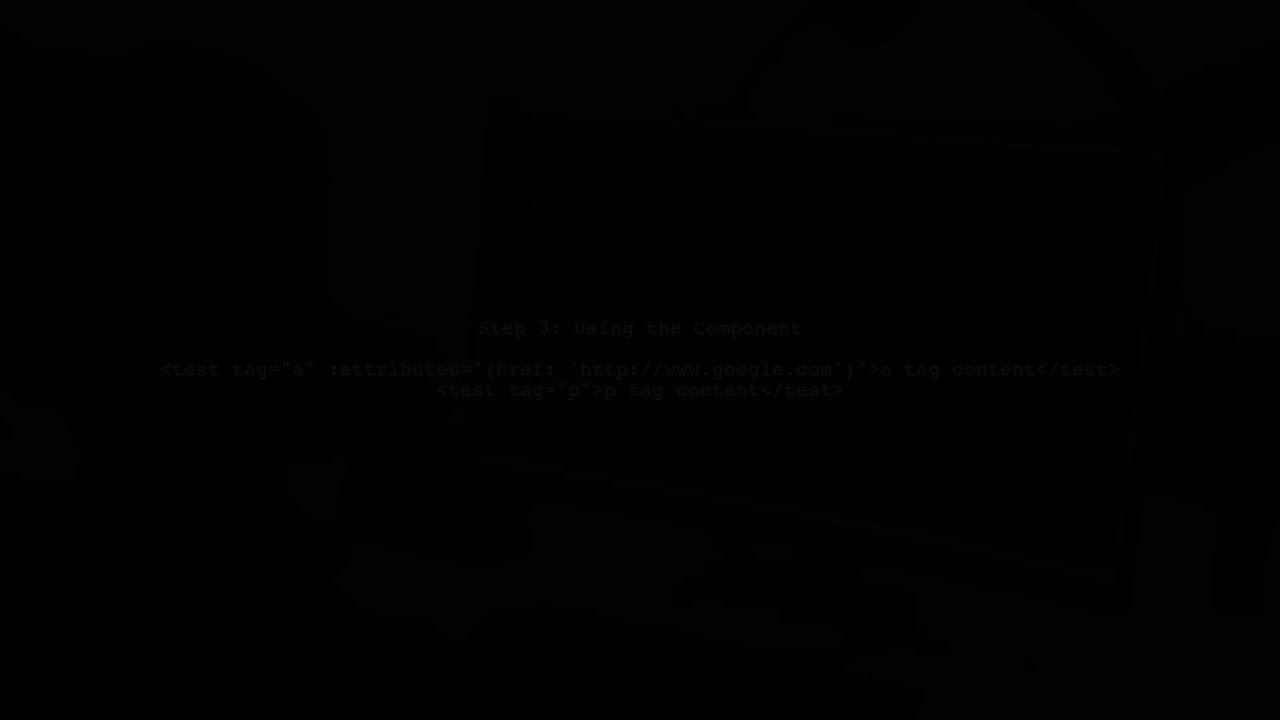 Step 3: Using the Component
<test tag="a" :attributes="{href: 'http://www.google.com'}">a tag content</test>
<test tag="p">p tag content</test>